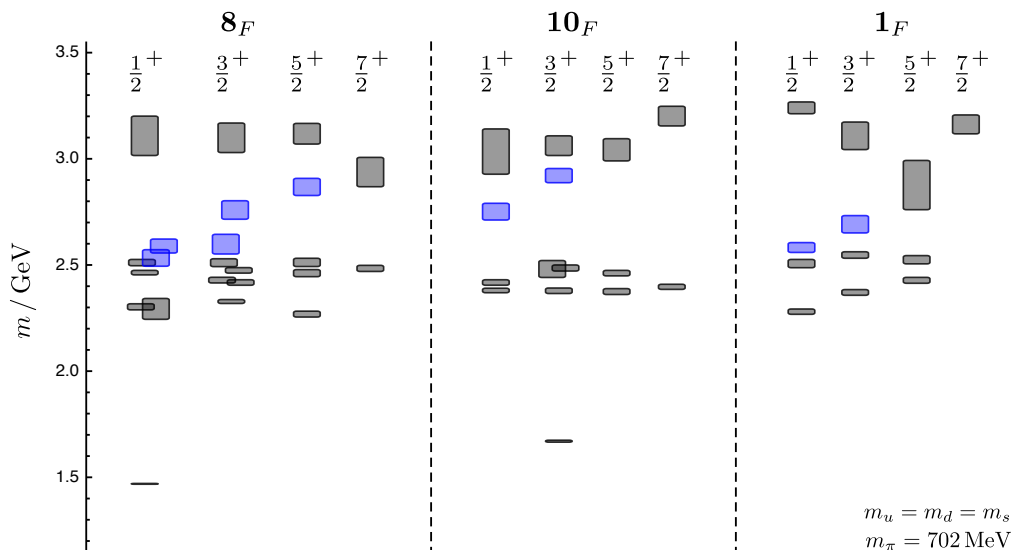 8_F 10_F 1_F
1/2+ 3/2+ 5/2+ 7/2+ 1/2+ 3/2+ 5/2+ 7/2+ 1/2+ 3/2+ 5/2+ 7/2+
3.5
3.0
2.5
2.0
1.5
m / GeV
m_u = m_d = m_s
m_π = 702 MeV